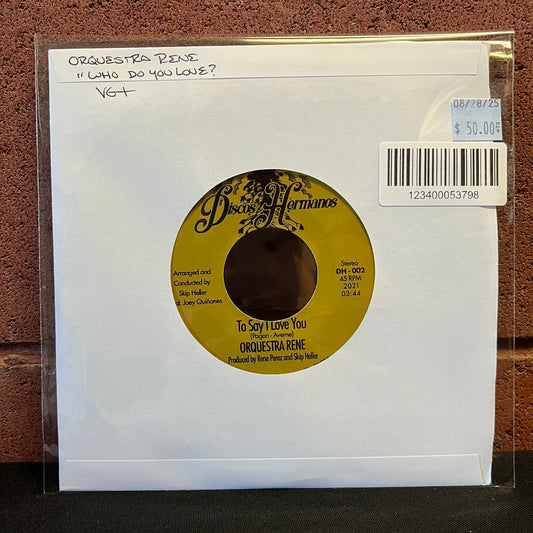 ORQUESTRA RENE
"WHO DO YOU LOVE?
VG+
08/28/25
$ 50.00
123400053798
Discos Hermanos
Arranged and
Conducted by
Skip Heller
al: Joey Quiñones
Stereo
DH - 002
45 RPM
2021
03:44
To Say I Love You
(Pagan - Averne)
ORQUESTRA RENE
Produced by Rene Perez and Skip Heller